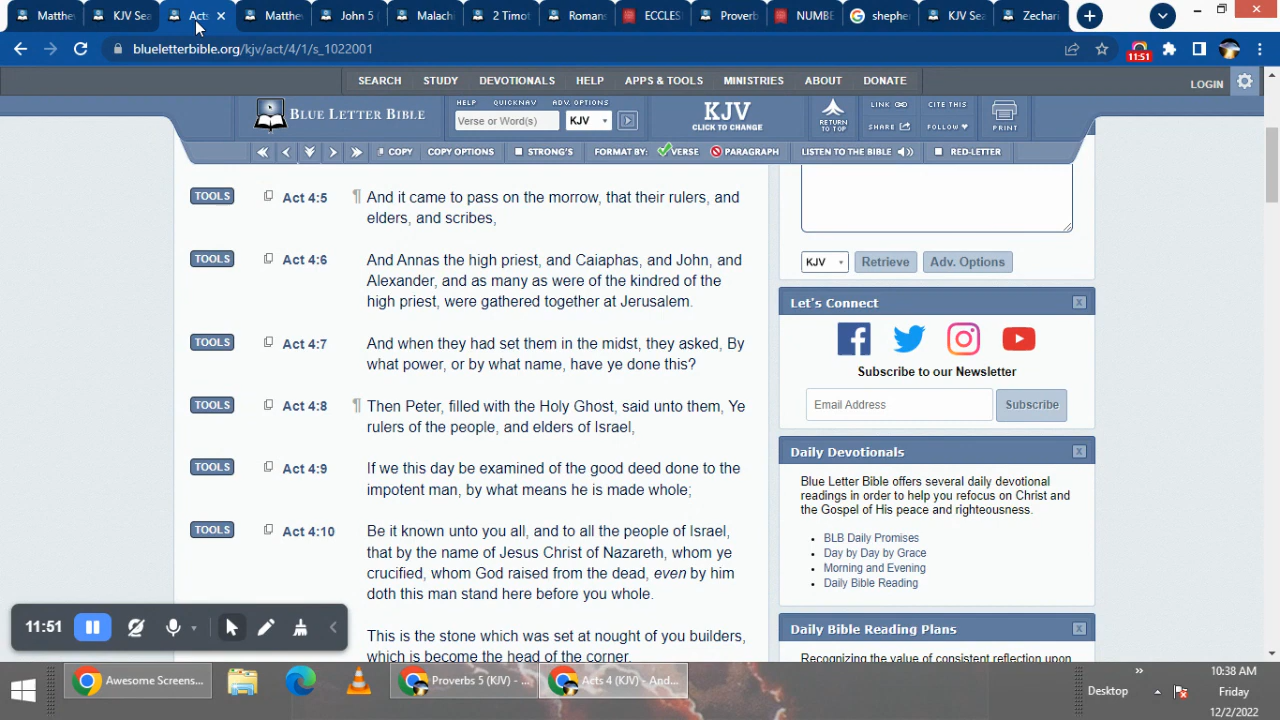 Matthe
KJV Sea
Acts
Matthe
John 5
Malach
2 Timot
Roman
ECCLES
Proverb
NUMBE
G shepher
KJV Sea
Zechari
blueletterbible.org/kjv/act/4/1/s_1022001
11:51
SEARCH STUDY DEVOTIONALS HELP APPS & TOOLS MINISTRIES ABOUT DONATE
LOGIN
BLUE LETTER BIBLE
HELP QUICKNAV ADV. OPTIONS
Verse or Word(s) KJV
KJV
CLICK TO CHANGE
RETURN
TO TOP
LINK CITE THIS
SHARE FOLLOW
PRINT
COPY COPY OPTIONS STRONG'S FORMAT BY: VERSE PARAGRAPH LISTEN TO THE BIBLE RED-LETTER
TOOLS Act 4:5 ¶ And it came to pass on the morrow, that their rulers, and
elders, and scribes,
TOOLS Act 4:6 And Annas the high priest, and Caiaphas, and John, and
Alexander, and as many as were of the kindred of the
high priest, were gathered together at Jerusalem.
TOOLS Act 4:7 And when they had set them in the midst, they asked, By
what power, or by what name, have ye done this?
TOOLS Act 4:8 ¶ Then Peter, filled with the Holy Ghost, said unto them, Ye
rulers of the people, and elders of Israel,
TOOLS Act 4:9 If we this day be examined of the good deed done to the
impotent man, by what means he is made whole;
TOOLS Act 4:10 Be it known unto you all, and to all the people of Israel,
that by the name of Jesus Christ of Nazareth, whom ye
crucified, whom God raised from the dead, even by him
doth this man stand here before you whole.
This is the stone which was set at nought of you builders,
which is become the head of the corner.
KJV Retrieve Adv. Options
Let's Connect X
Subscribe to our Newsletter
Email Address Subscribe
Daily Devotionals X
Blue Letter Bible offers several daily devotional
readings in order to help you refocus on Christ and
the Gospel of His peace and righteousness.
• BLB Daily Promises
• Day by Day by Grace
• Morning and Evening
• Daily Bible Reading
Daily Bible Reading Plans X
Recognizing the value of consistent reflection upon
11:51
Awesome Screens...
Proverbs 5 (KJV) - ...
Acts 4 (KJV) - And...
»
Desktop
10:38 AM
Friday
12/2/2022